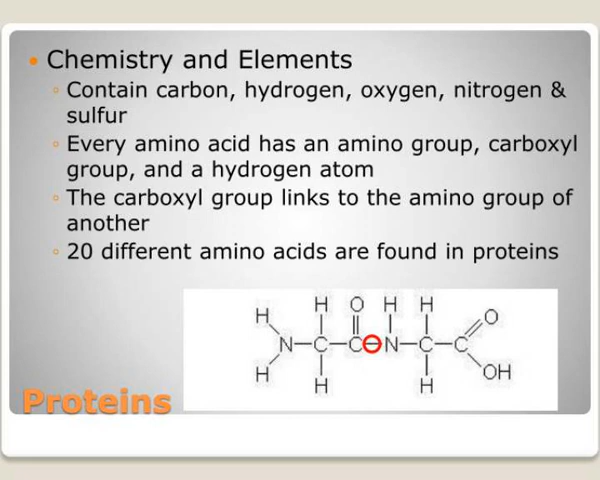 Chemistry and Elements
Contain carbon, hydrogen, oxygen, nitrogen &
sulfur
Every amino acid has an amino group, carboxyl
group, and a hydrogen atom
The carboxyl group links to the amino group of
another
20 different amino acids are found in proteins
H H O H H O
N-C-C-N-C-C
H H H OH
Proteins